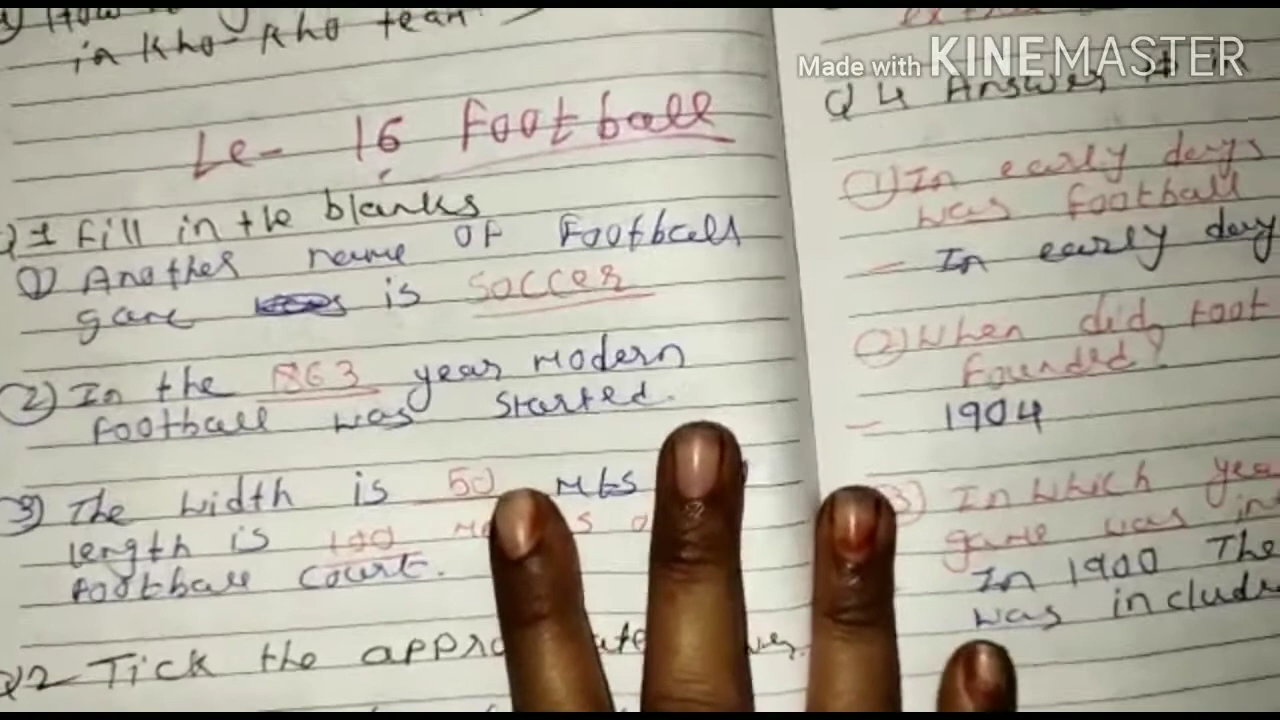 in Kho-Kho team
Le- 16 Football
Q1 fill in the blanks
① Another name of Football
game is Soccer
② In the 1863 year modern
football was started.
③ The width is 50 Mts
length is 100
football court.
Q2 Tick the
Made with KINEMASTER
Q4 Answer
① In early days
was football
- In early day
② When did Foot
founded?
- 1904
③ In which yea
game was in
In 1900 The
was include